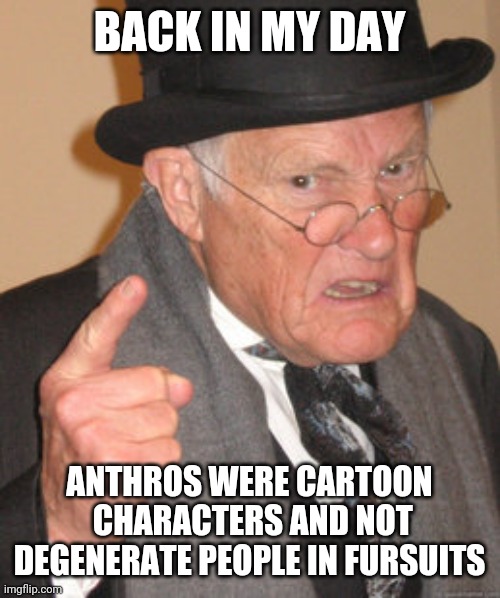 BACK IN MY DAY
ANTHROS WERE CARTOON
CHARACTERS AND NOT
DEGENERATE PEOPLE IN FURSUITS
imgflip.com